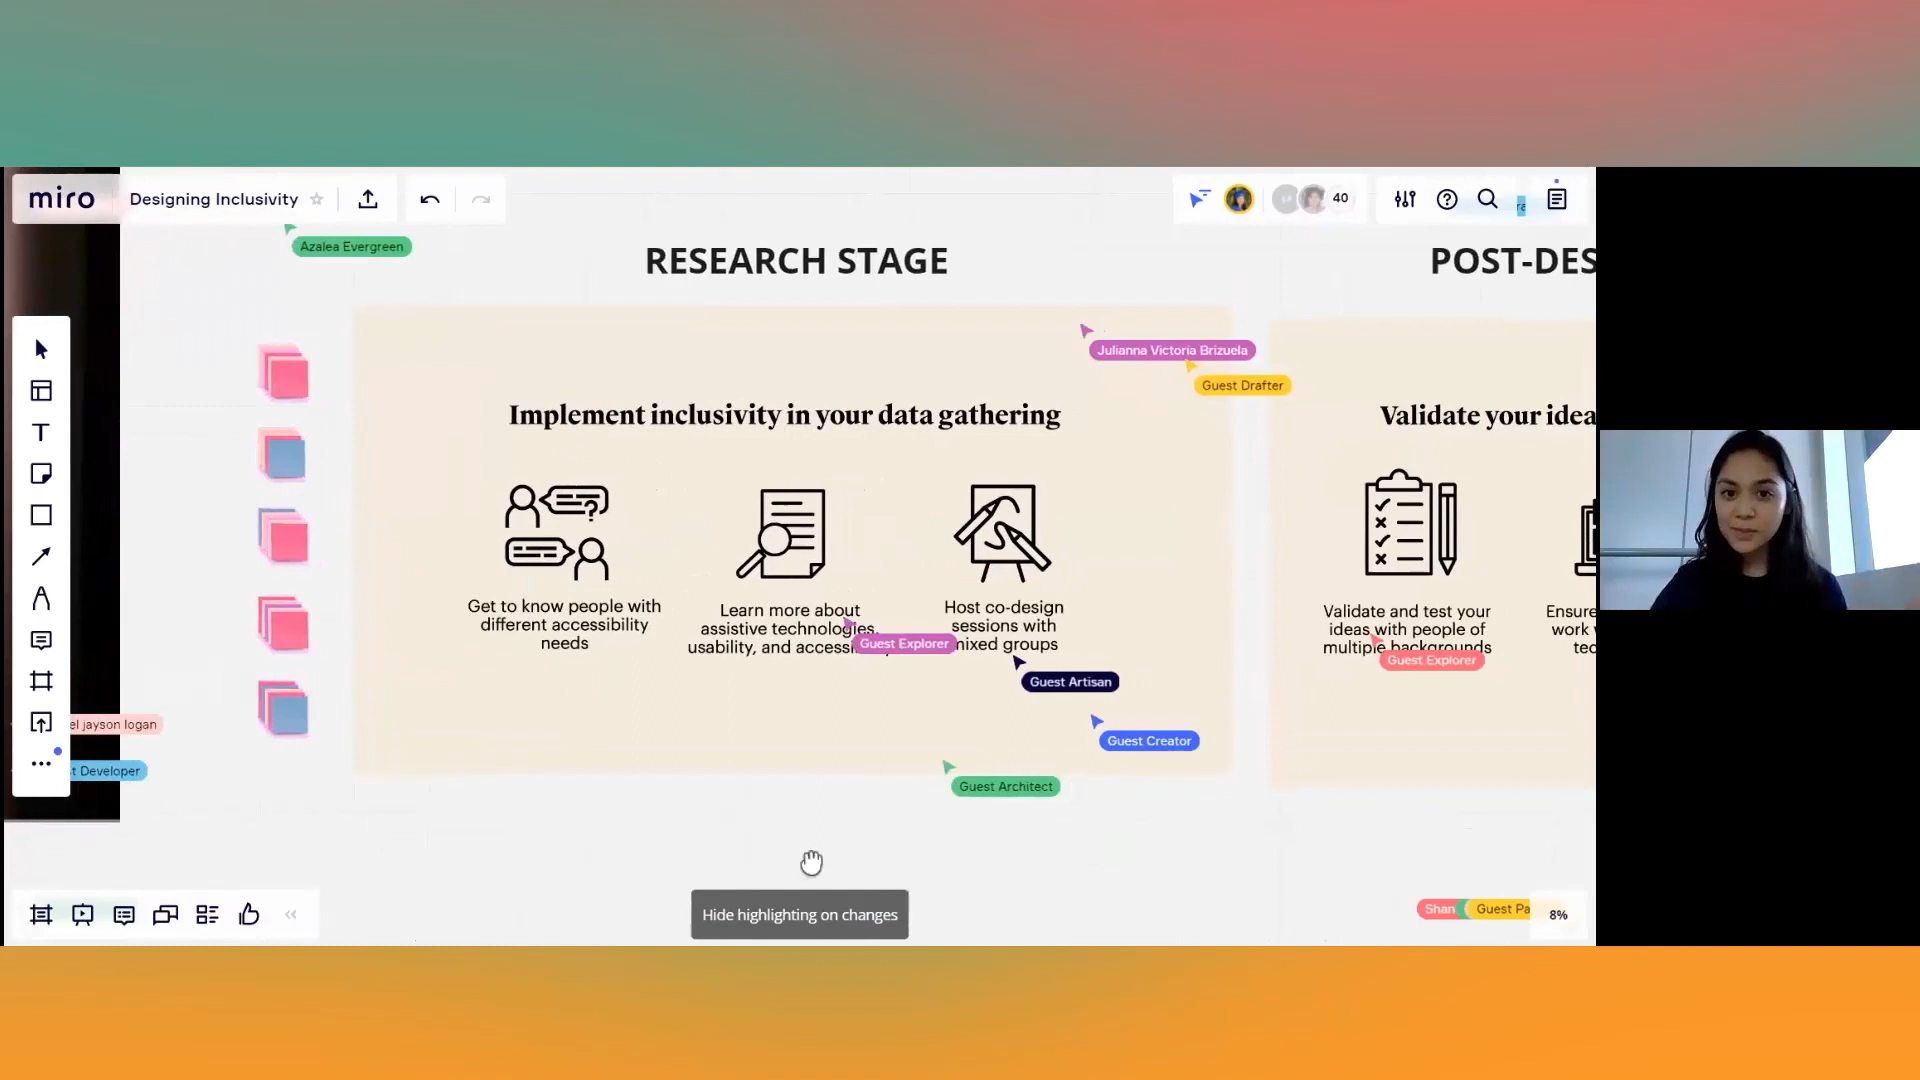 miro
Designing Inclusivity
40
Azalea Evergreen
RESEARCH STAGE
POST-DES
Julianna Victoria Brizuela
Guest Drafter
Implement inclusivity in your data gathering
Validate your idea
?
Get to know people with
different accessibility
needs
Learn more about
assistive technologies,
usability, and access
Host co-design
sessions with
mixed groups
Validate and test your
ideas with people of
multiple backgrounds
Ensure
work
tec
Guest Explorer
Guest Explorer
Guest Artisan
el jayson logan
Guest Creator
t Developer
Guest Architect
Hide highlighting on changes
Shan
Guest Pa
8%